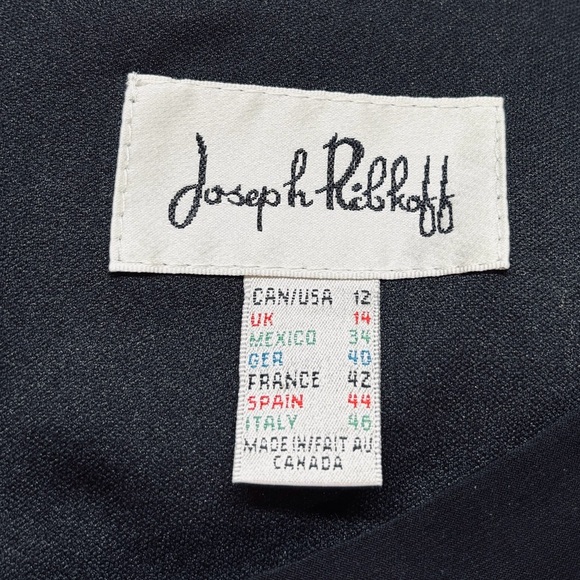 Joseph Ribkoff
CAN/USA 12
UK 14
MEXICO 34
GER 40
FRANCE 42
SPAIN 44
ITALY 46
MADE IN/FAIT AU
CANADA